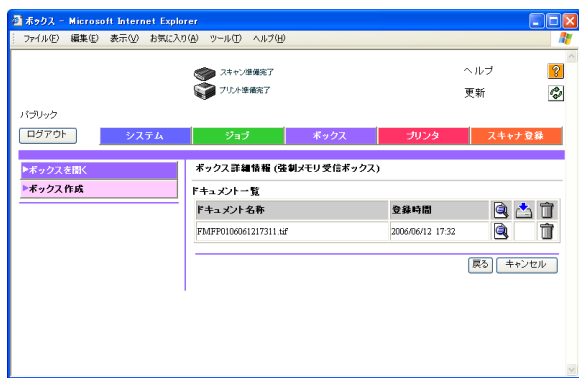 ボックス - Microsoft Internet Explorer
ファイル(F) 編集(E) 表示(V) お気に入り(A) ツール(T) ヘルプ(H)
スキャン準備完了 ヘルプ
プリント準備完了 更新
パブリック
ログアウト システム ジョブ ボックス プリンタ スキャナ登録
ボックスを開く
ボックス作成
ボックス詳細情報 (強制メモリ受信ボックス)
ドキュメント一覧
ドキュメント名称 登録時間
FMFP0106061217311.tif 2006/06/12 17:32
戻る キャンセル